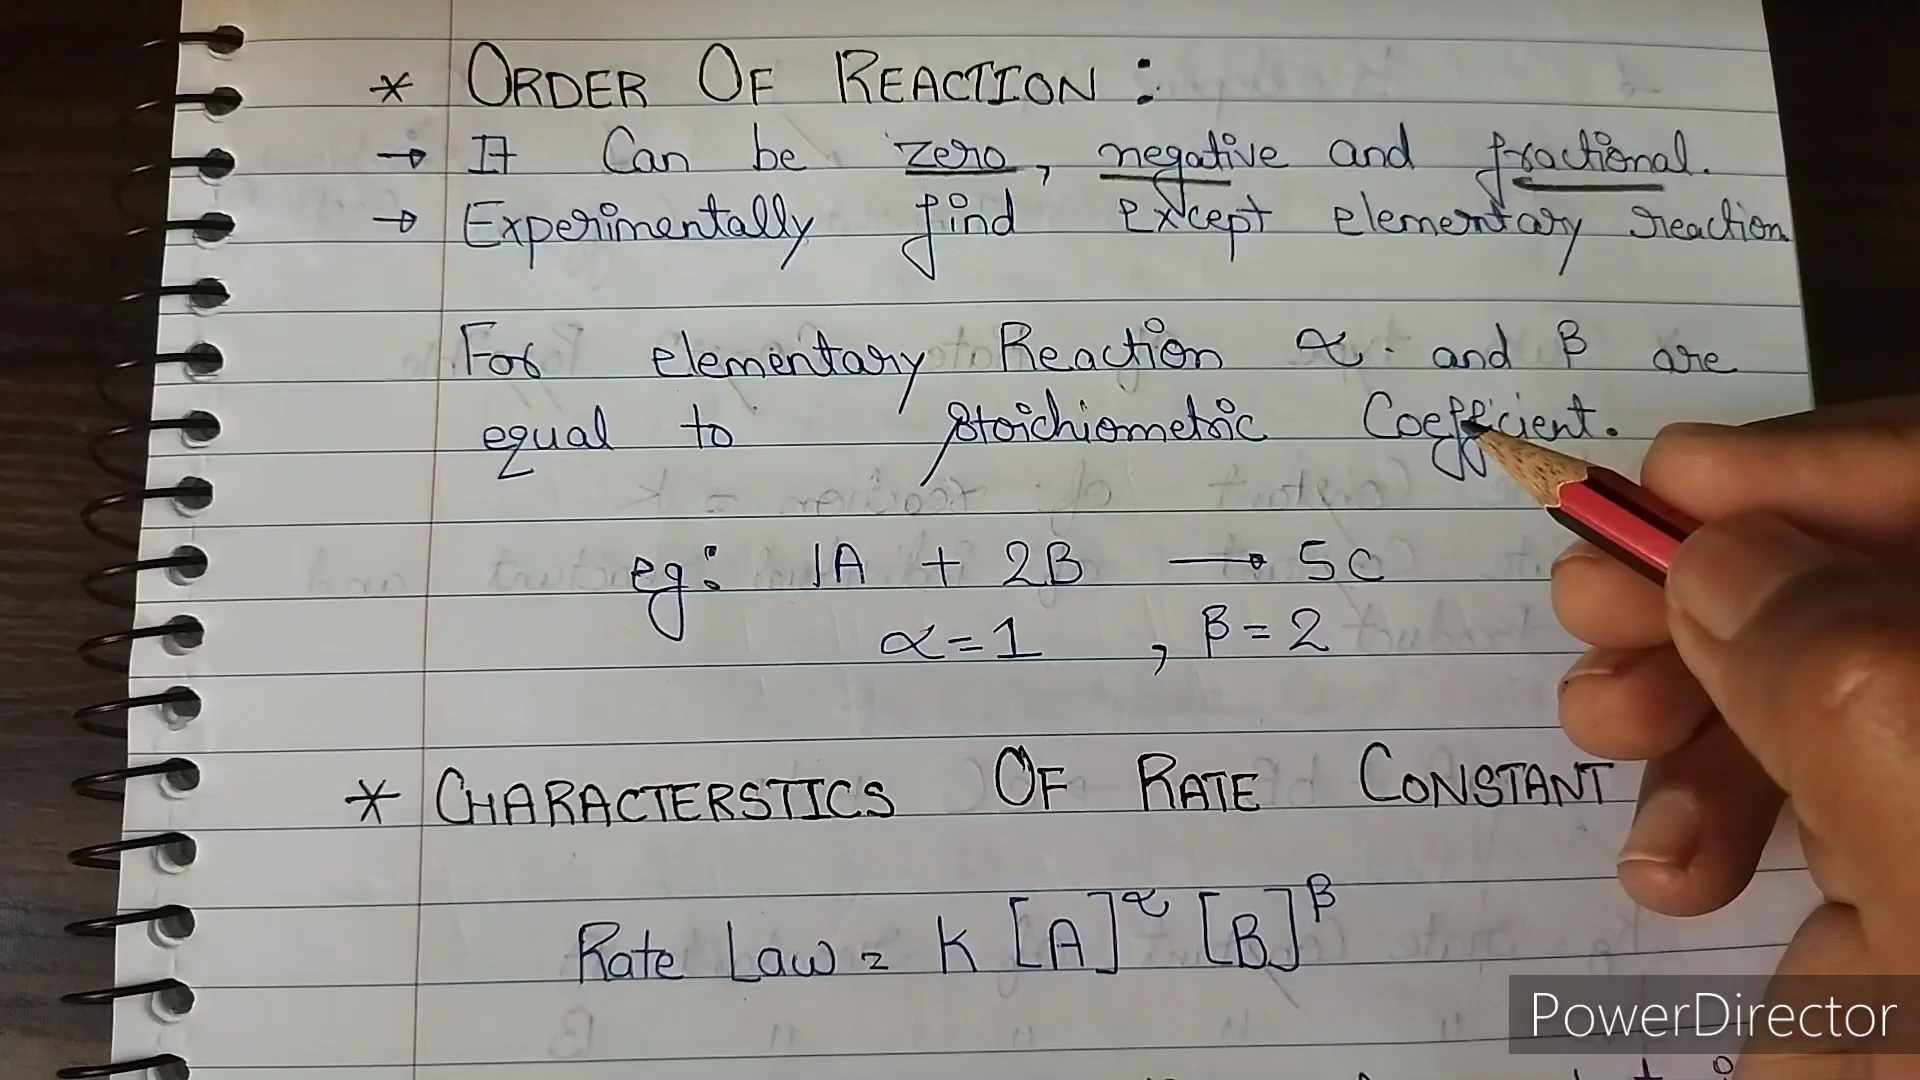 * ORDER OF REACTION :
→ It Can be zero, negative and fractional.
→ Experimentally find except elementary reaction
For elementary Reaction α and β are
equal to stoichiometric Coefficient.
eg: 1A + 2B → 5C
α = 1 , β = 2
* CHARACTERSTICS OF RATE CONSTANT
Rate Law = K [A]^α [B]^β
PowerDirector